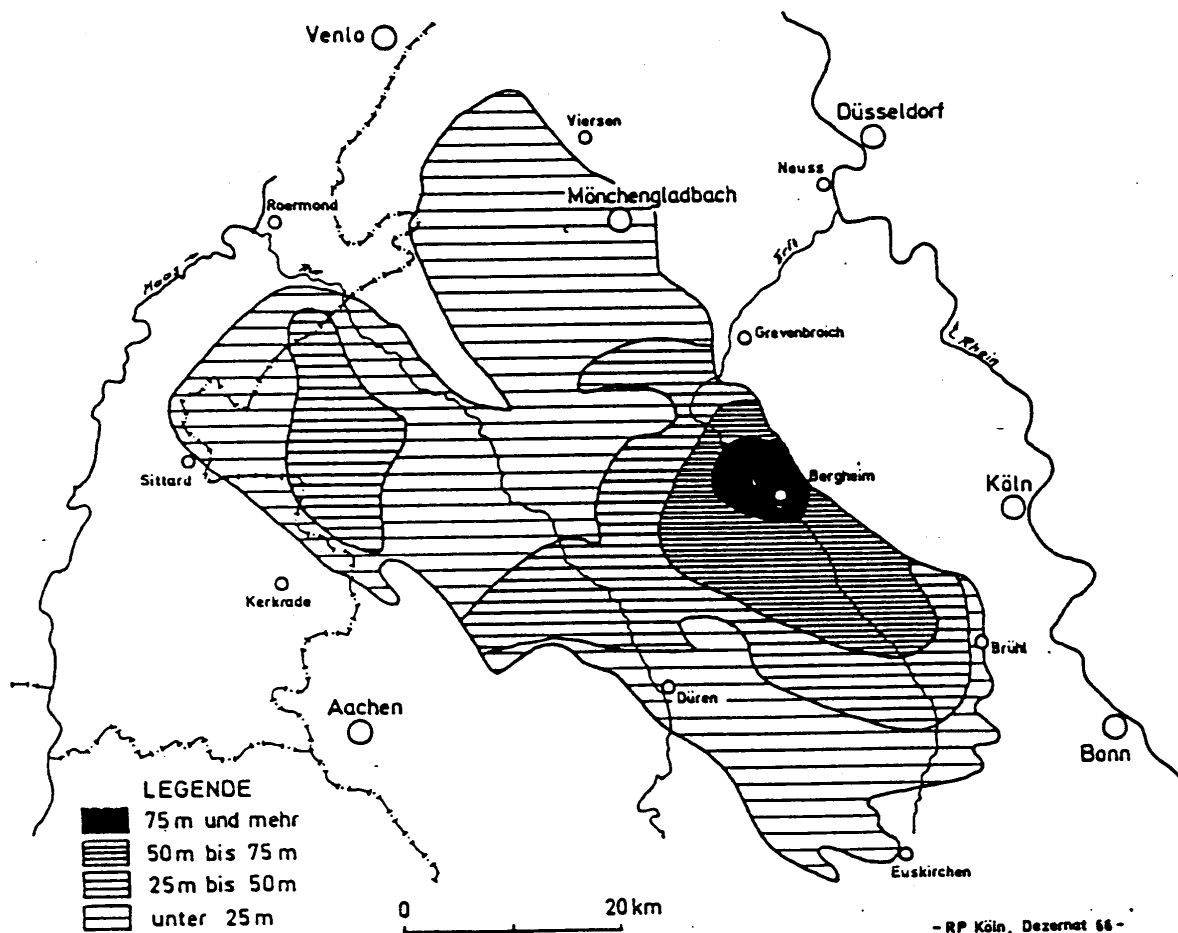 Venlo
Düsseldorf
Viersen
Neuss
Mönchengladbach
Roermond
Erft
Maas
Grevenbroich
Rhein
Bergheim
Sittard
Köln
Kerkrade
Brühl
Düren
Aachen
Bonn
LEGENDE
75 m und mehr
50 m bis 75 m
25 m bis 50 m
unter 25 m
Euskirchen
0 20 km
- RP Köln, Dezernat 66 -